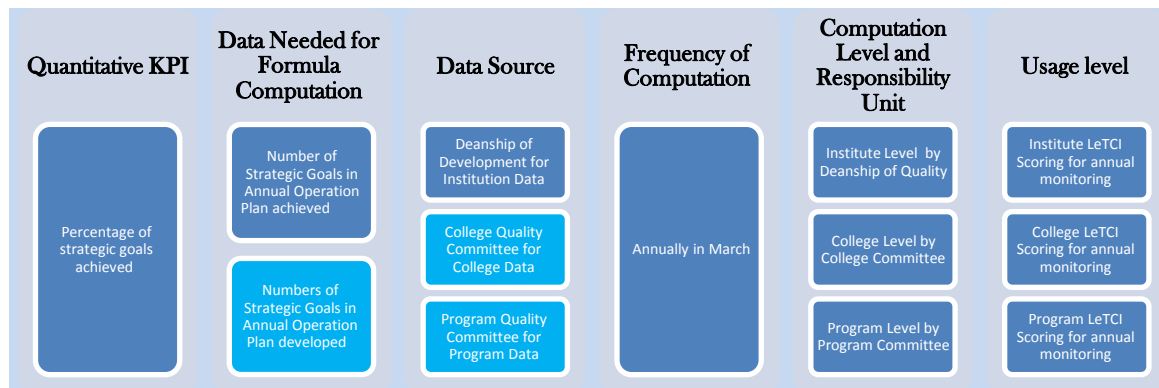 Quantitative KPI
Percentage of
strategic goals
achieved
Data Needed for
Formula
Computation
Number of
Strategic Goals in
Annual Operation
Plan achieved
Numbers of
Strategic Goals in
Annual Operation
Plan developed
Data Source
Deanship of
Development for
Institution Data
College Quality
Committee for
College Data
Program Quality
Committee for
Program Data
Frequency of
Computation
Annually in March
Computation
Level and
Responsibility
Unit
Institute Level by
Deanship of Quality
College Level by
College Committee
Program Level by
Program Committee
Usage level
Institute LeTCI
Scoring for annual
monitoring
College LeTCI
Scoring for annual
monitoring
Program LeTCI
Scoring for annual
monitoring